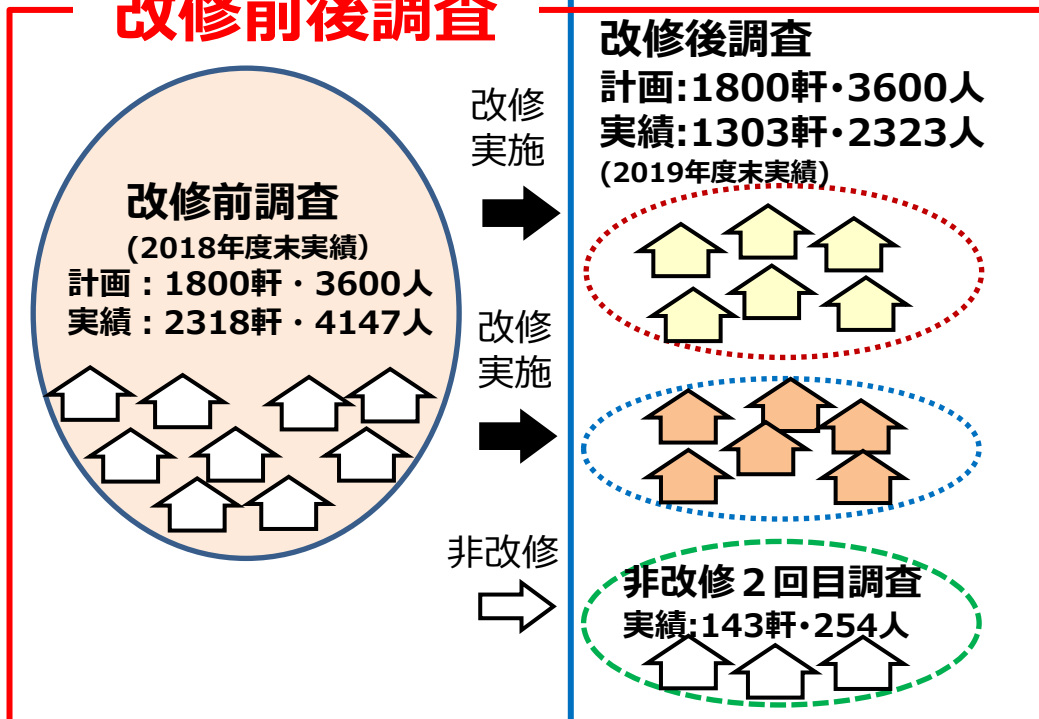 改修前後調査
改修前調査
(2018年度末実績）
計画：1800軒・3600人
実績：2318軒・4147人
改修
実施
改修
実施
非改修
改修後調査
計画:1800軒･3600人
実績:1303軒･2323人
(2019年度末実績)
非改修２回目調査
実績:143軒･254人